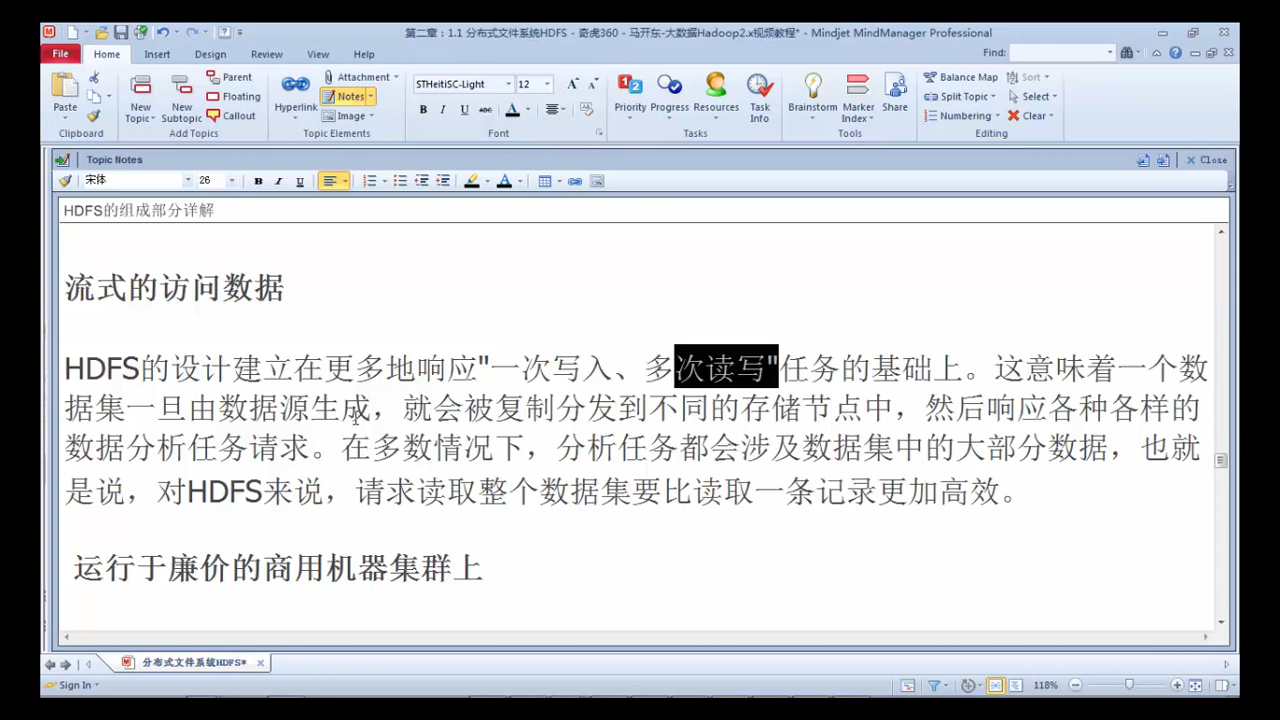 第二章：1.1 分布式文件系统HDFS - 奇虎360 - 马开东-大数据Hadoop2.x视频教程* - Mindjet MindManager Professional
File Home Insert Design Review View Help Find:
Paste
Clipboard
New Topic
New Subtopic
Parent
Floating
Callout
Add Topics
Hyperlink
Attachment
Notes
Image
Topic Elements
STHeitiSC-Light 12
B I U abc A
Font
Priority
Progress
Resources
Task Info
Tasks
Brainstorm
Marker Index
Share
Tools
Balance Map
Split Topic
Numbering
Sort
Select
Clear
Editing
Topic Notes Close
宋体 26 B I U A
HDFS的组成部分详解
流式的访问数据
HDFS的设计建立在更多地响应"一次写入、多次读写"任务的基础上。这意味着一个数
据集一旦由数据源生成，就会被复制分发到不同的存储节点中，然后响应各种各样的
数据分析任务请求。在多数情况下，分析任务都会涉及数据集中的大部分数据，也就
是说，对HDFS来说，请求读取整个数据集要比读取一条记录更加高效。
运行于廉价的商用机器集群上
分布式文件系统HDFS*
Sign In 118%